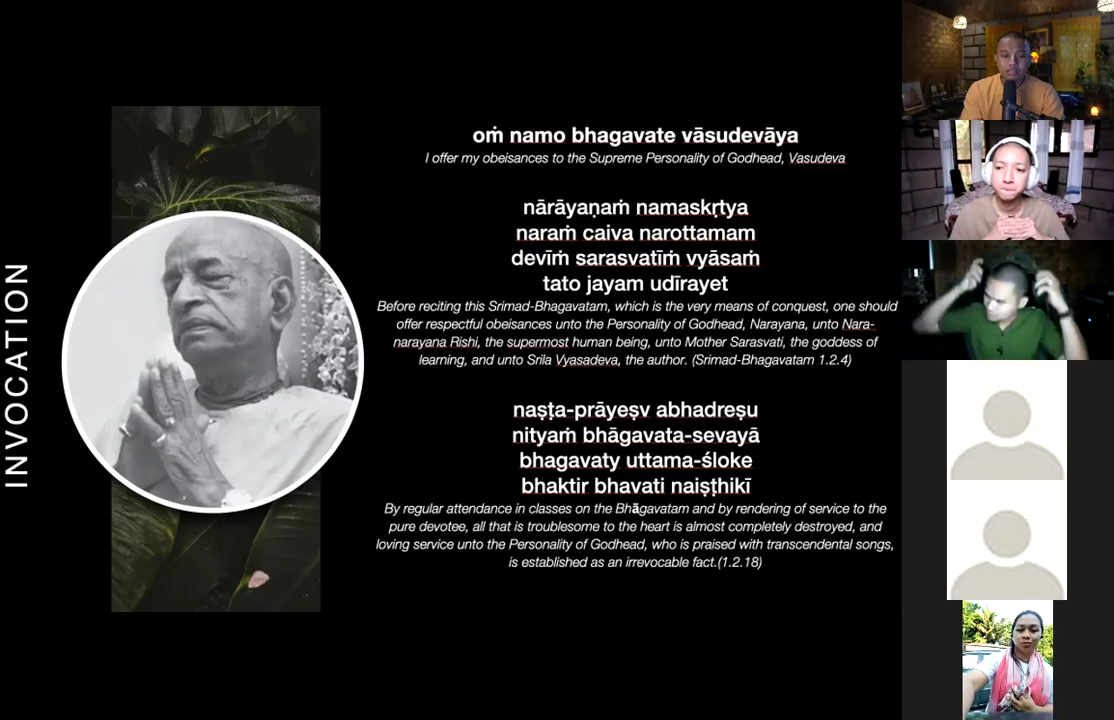 INVOCATION
oṁ namo bhagavate vāsudevāya
I offer my obeisances to the Supreme Personality of Godhead, Vasudeva
nārāyaṇaṁ namaskṛtya
naraṁ caiva narottamam
devīṁ sarasvatīṁ vyāsaṁ
tato jayam udīrayet
Before reciting this Srimad-Bhagavatam, which is the very means of conquest, one should
offer respectful obeisances unto the Personality of Godhead, Narayana, unto Nara-
narayana Rishi, the supermost human being, unto Mother Sarasvati, the goddess of
learning, and unto Srila Vyasadeva, the author. (Srimad-Bhagavatam 1.2.4)
naṣṭa-prāyeṣv abhadreṣu
nityaṁ bhāgavata-sevayā
bhagavaty uttama-śloke
bhaktir bhavati naiṣṭhikī
By regular attendance in classes on the Bhāgavatam and by rendering of service to the
pure devotee, all that is troublesome to the heart is almost completely destroyed, and
loving service unto the Personality of Godhead, who is praised with transcendental songs,
is established as an irrevocable fact.(1.2.18)